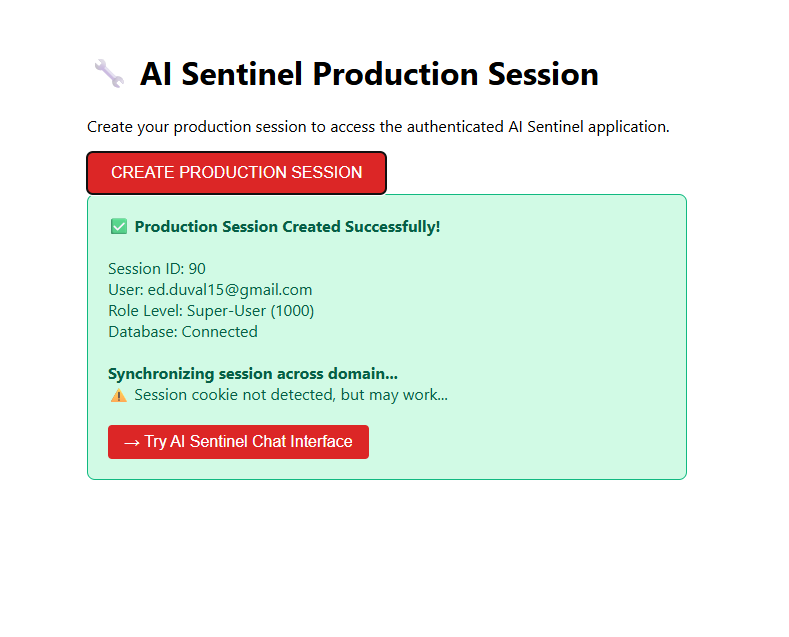 AI Sentinel Production Session
Create your production session to access the authenticated AI Sentinel application.
CREATE PRODUCTION SESSION
Production Session Created Successfully!
Session ID: 90
User: ed.duval15@gmail.com
Role Level: Super-User (1000)
Database: Connected
Synchronizing session across domain...
Session cookie not detected, but may work...
→ Try AI Sentinel Chat Interface